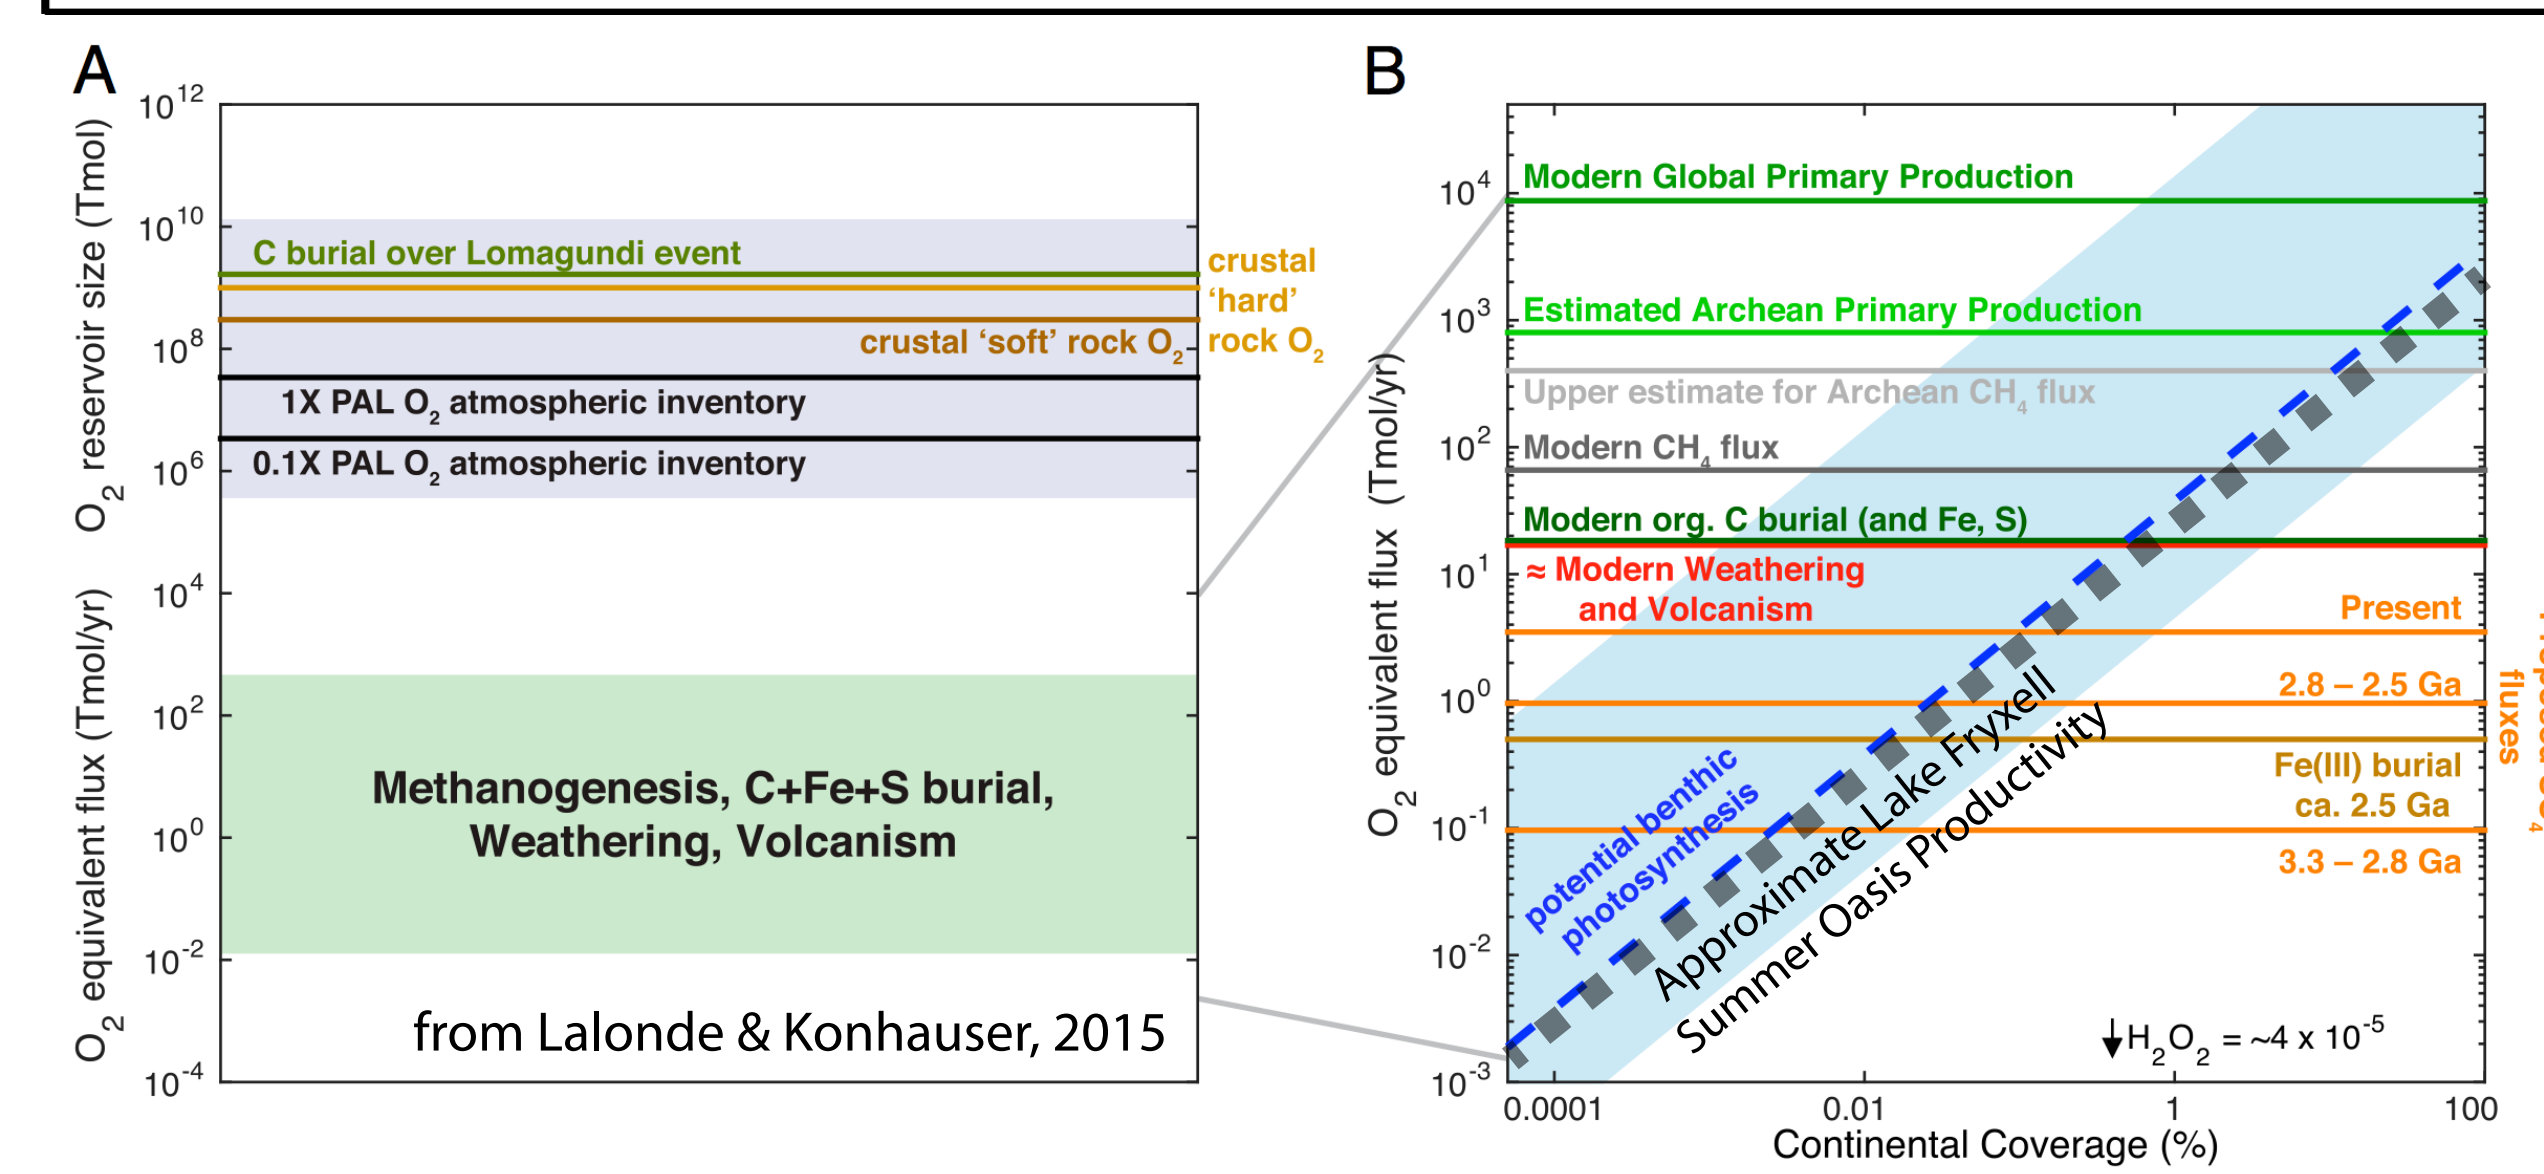 A
10^12
10^10
10^8
10^6
10^4
10^2
10^0
10^-2
10^-4
O2 reservoir size (Tmol)
O2 equivalent flux (Tmol/yr)
C burial over Lomagundi event
crustal
‘hard’
rock O2
crustal ‘soft’ rock O2
1X PAL O2 atmospheric inventory
0.1X PAL O2 atmospheric inventory
Methanogenesis, C+Fe+S burial,
Weathering, Volcanism
from Lalonde & Konhauser, 2015
B
10^4
10^3
10^2
10^1
10^0
10^-1
10^-2
10^-3
O2 equivalent flux (Tmol/yr)
Modern Global Primary Production
Estimated Archean Primary Production
Upper estimate for Archean CH4 flux
Modern CH4 flux
Modern org. C burial (and Fe, S)
≈ Modern Weathering
and Volcanism
Present
2.8 – 2.5 Ga
Fe(III) burial
ca. 2.5 Ga
3.3 – 2.8 Ga
fluxes
potential benthic
photosynthesis
Approximate Lake Fryxell
Summer Oasis Productivity
↓H2O2 = ~4 x 10^-5
0.0001
0.01
1
100
Continental Coverage (%)